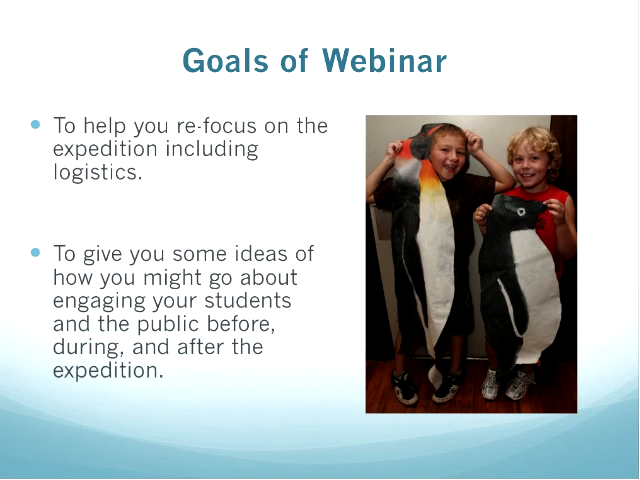 Goals of Webinar
To help you re-focus on the
expedition including
logistics.
To give you some ideas of
how you might go about
engaging your students
and the public before,
during, and after the
expedition.